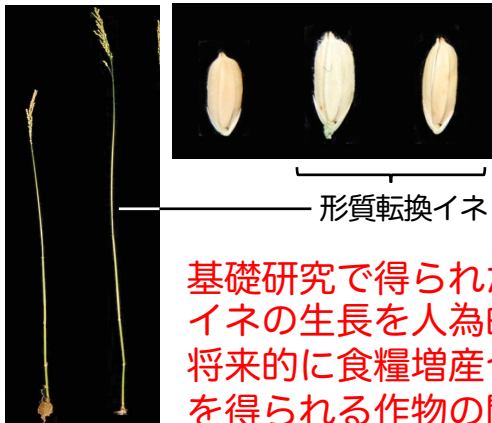 形質転換イネ
基礎研究で得られた
イネの生長を人為的
将来的に食糧増産
を得られる作物の